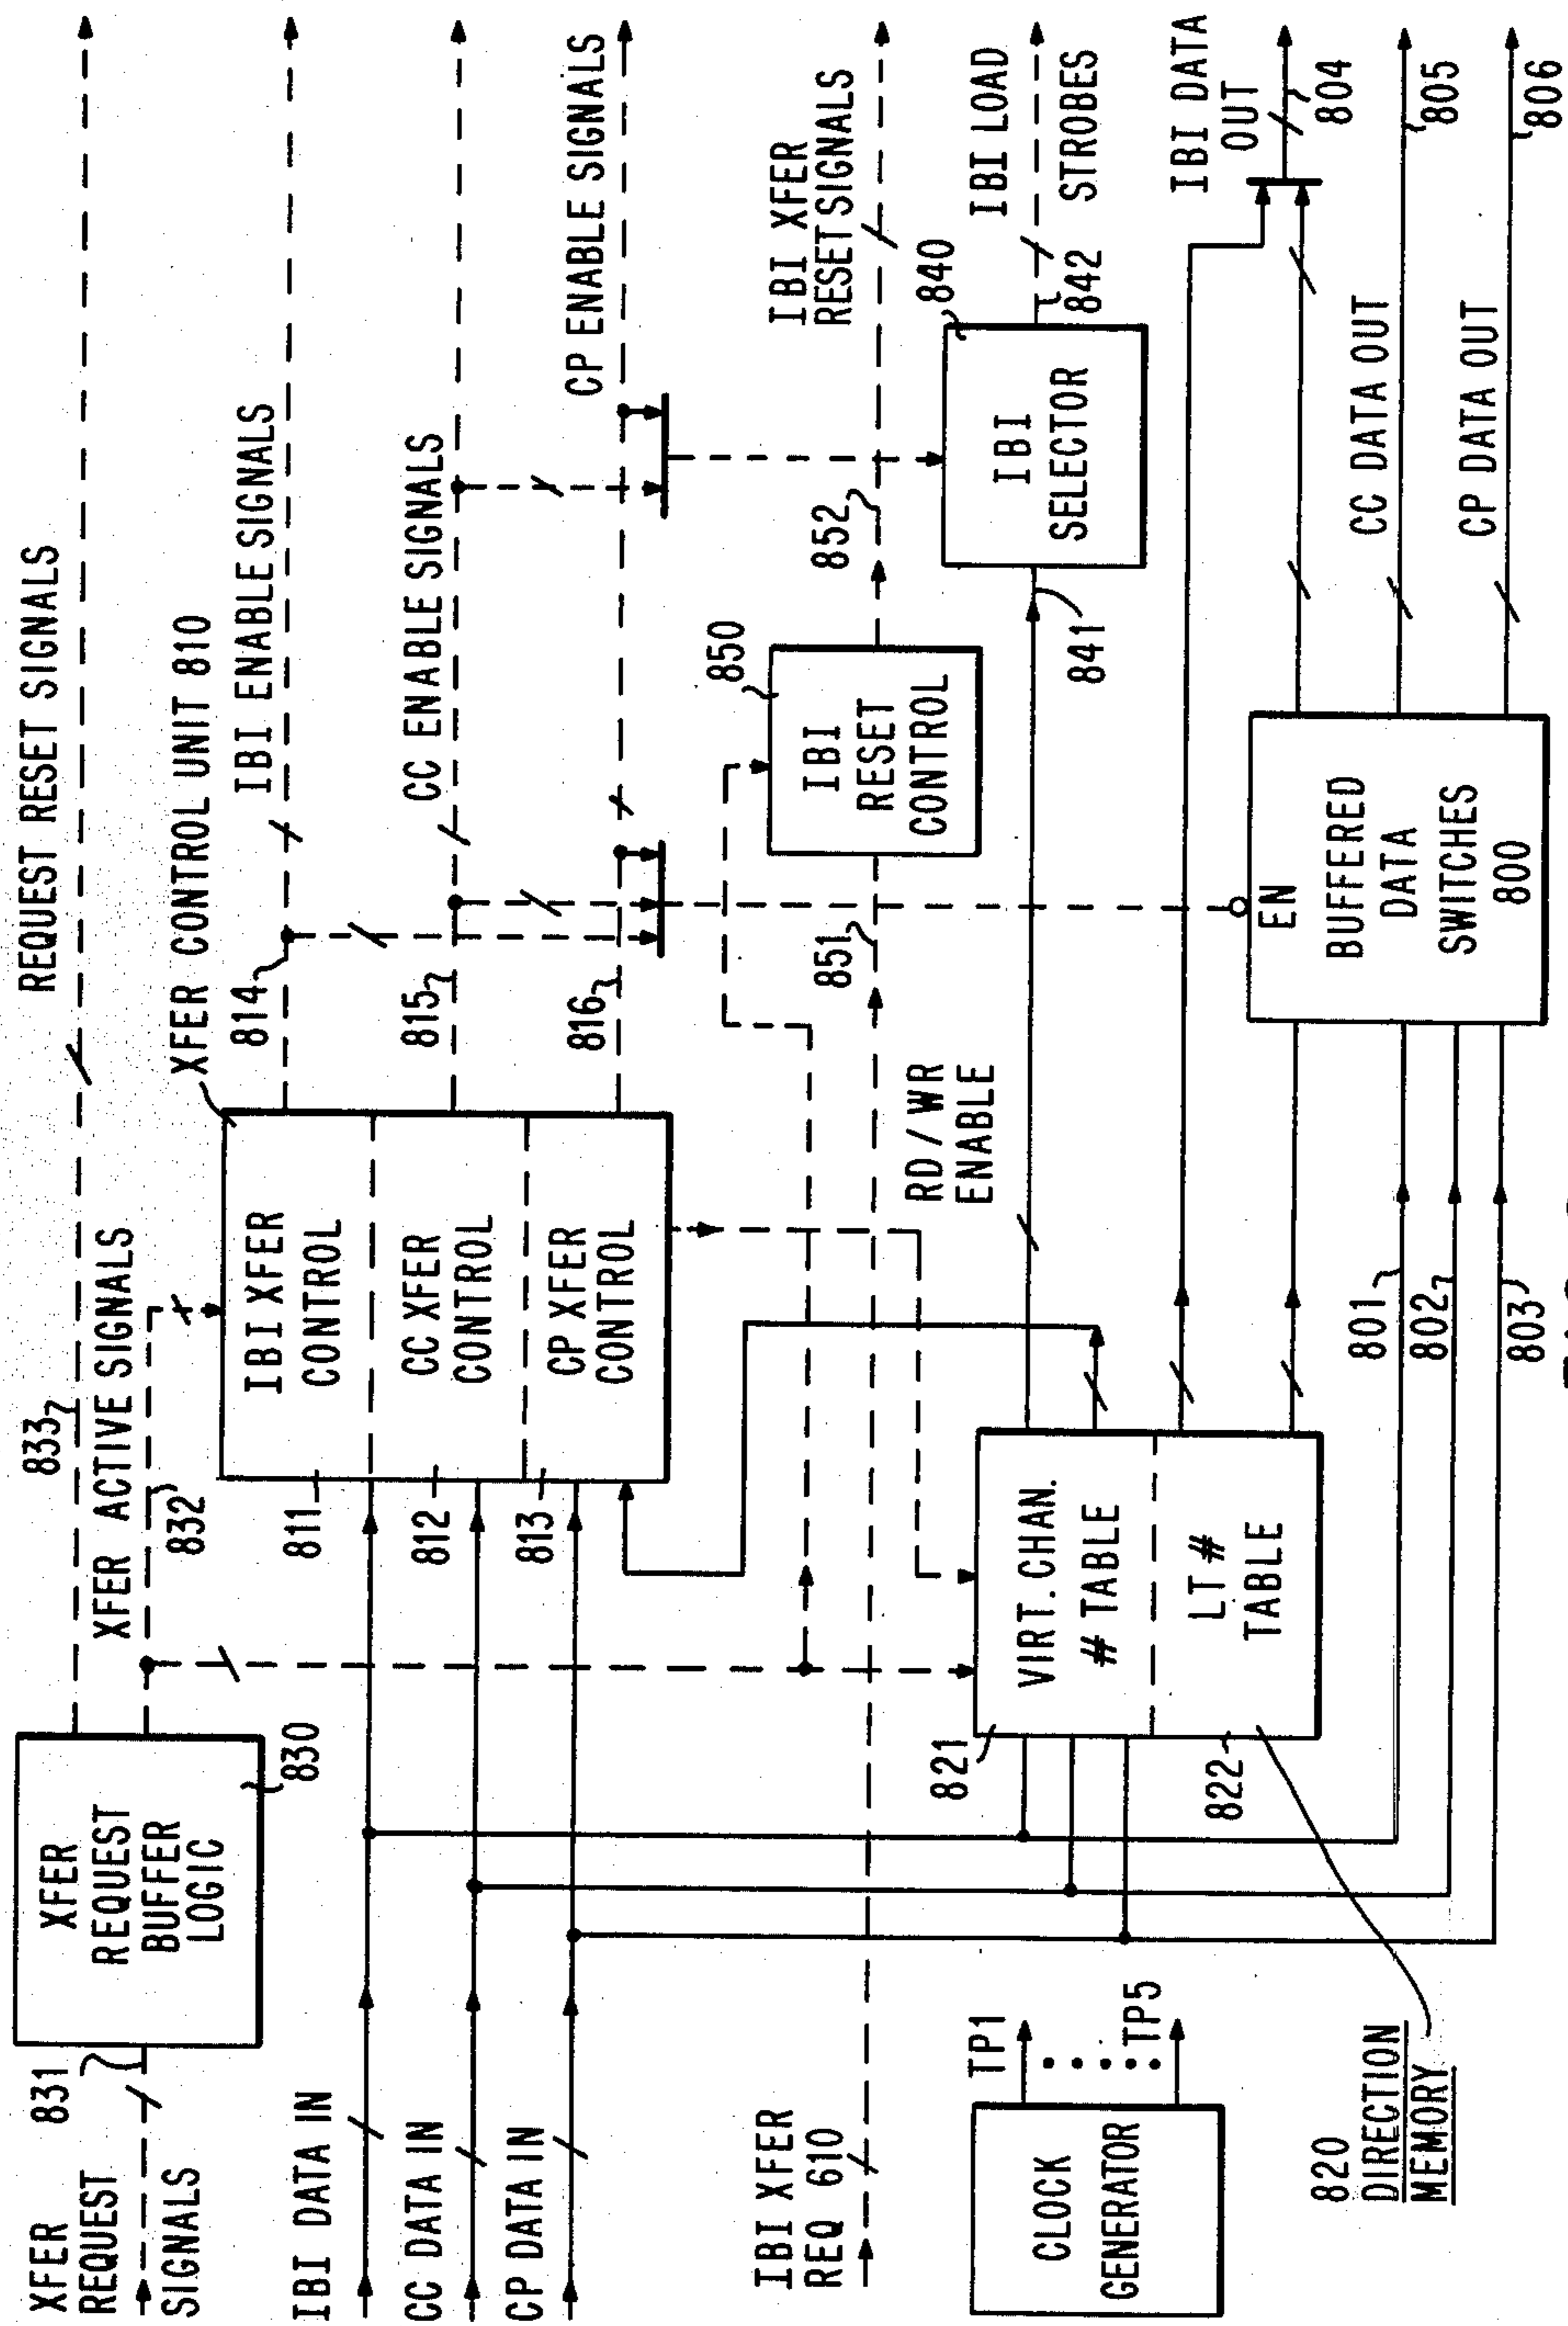 REQUEST RESET SIGNALS
833
XFER ACTIVE SIGNALS
832
XFER
REQUEST
BUFFER
LOGIC
830
XFER
REQUEST
SIGNALS
831
XFER CONTROL UNIT 810
IBI XFER
CONTROL
CC XFER
CONTROL
CP XFER
CONTROL
811
812
813
814
IBI ENABLE SIGNALS
815
CC ENABLE SIGNALS
816
CP ENABLE SIGNALS
IBI DATA IN
CC DATA IN
CP DATA IN
IBI XFER
REQ 610
851
850
IBI
RESET
CONTROL
852
IBI XFER
RESET SIGNALS
840
IBI
SELECTOR
841
842
IBI LOAD
STROBES
RD/WR
ENABLE
CLOCK
GENERATOR
TP1
TP5
821
VIRT. CHAN.
# TABLE
822
LT #
TABLE
820
DIRECTION
MEMORY
801
802
803
EN
BUFFERED
DATA
SWITCHES
800
IBI DATA
OUT
804
CC DATA OUT
805
CP DATA OUT
806